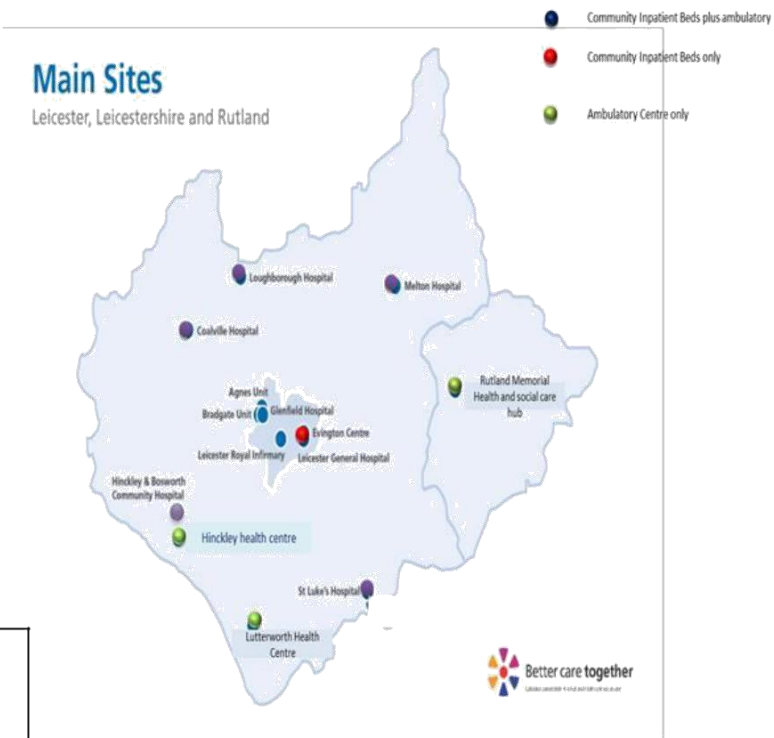 Community Inpatient Beds plus ambulatory
Community Inpatient Beds only
Main Sites
Leicester, Leicestershire and Rutland
Ambulatory Centre only
Loughborough Hospital
Melton Hospital
Coalville Hospital
Rutland Memorial
Health and social care
hub
Agnes Unit
Bradgate Unit
Glenfield Hospital
Evington Centre
Leicester Royal Infirmary
Leicester General Hospital
Hinckley & Bosworth
Community Hospital
Hinckley health centre
St Luke's Hospital
Lutterworth Health
Centre
Better care together